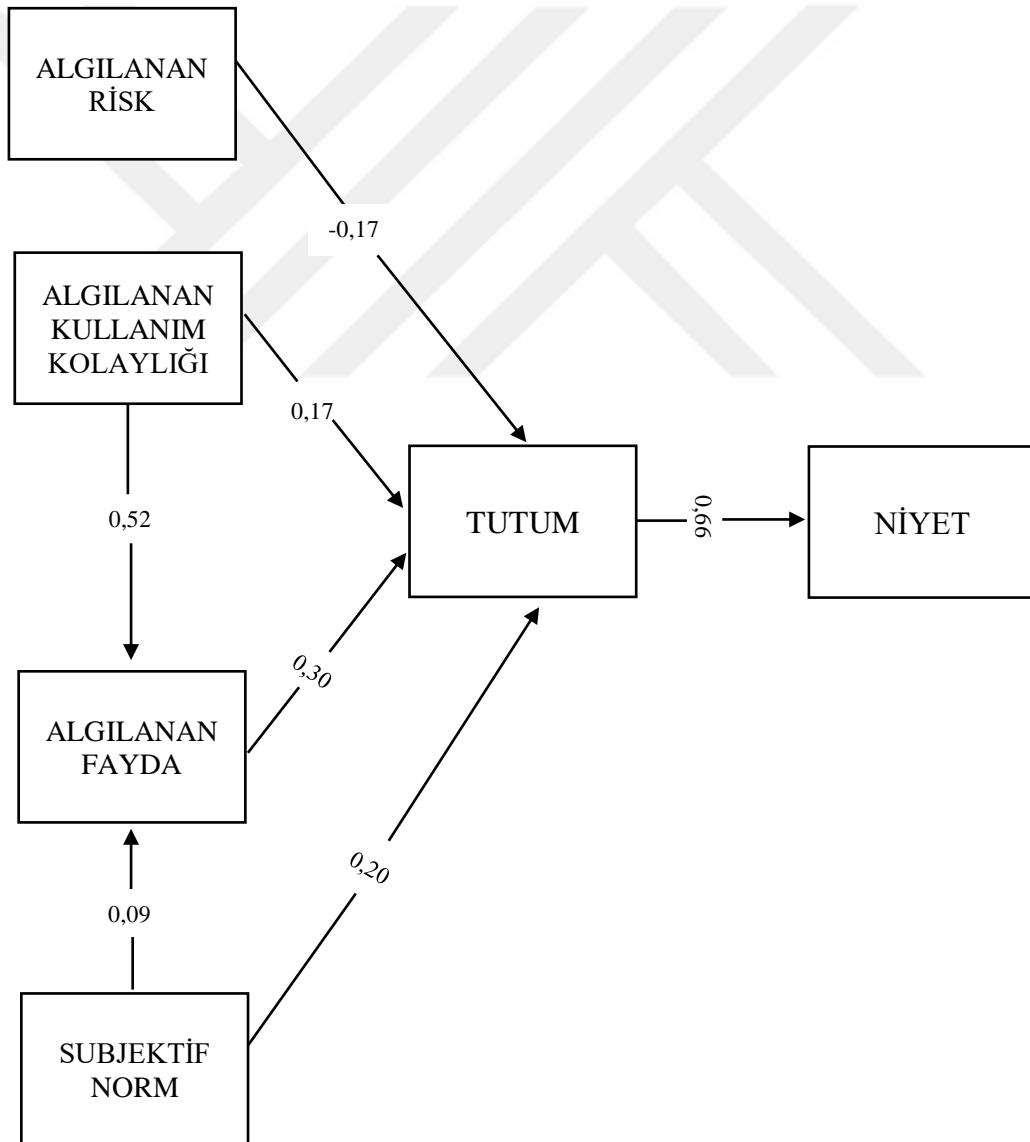 ALGILANAN
RİSK
-0,17
ALGILANAN
KULLANIM
KOLAYLIĞI
0,17
0,52
TUTUM
0,66
NİYET
0,30
ALGILANAN
FAYDA
0,20
0,09
SUBJEKTİF
NORM